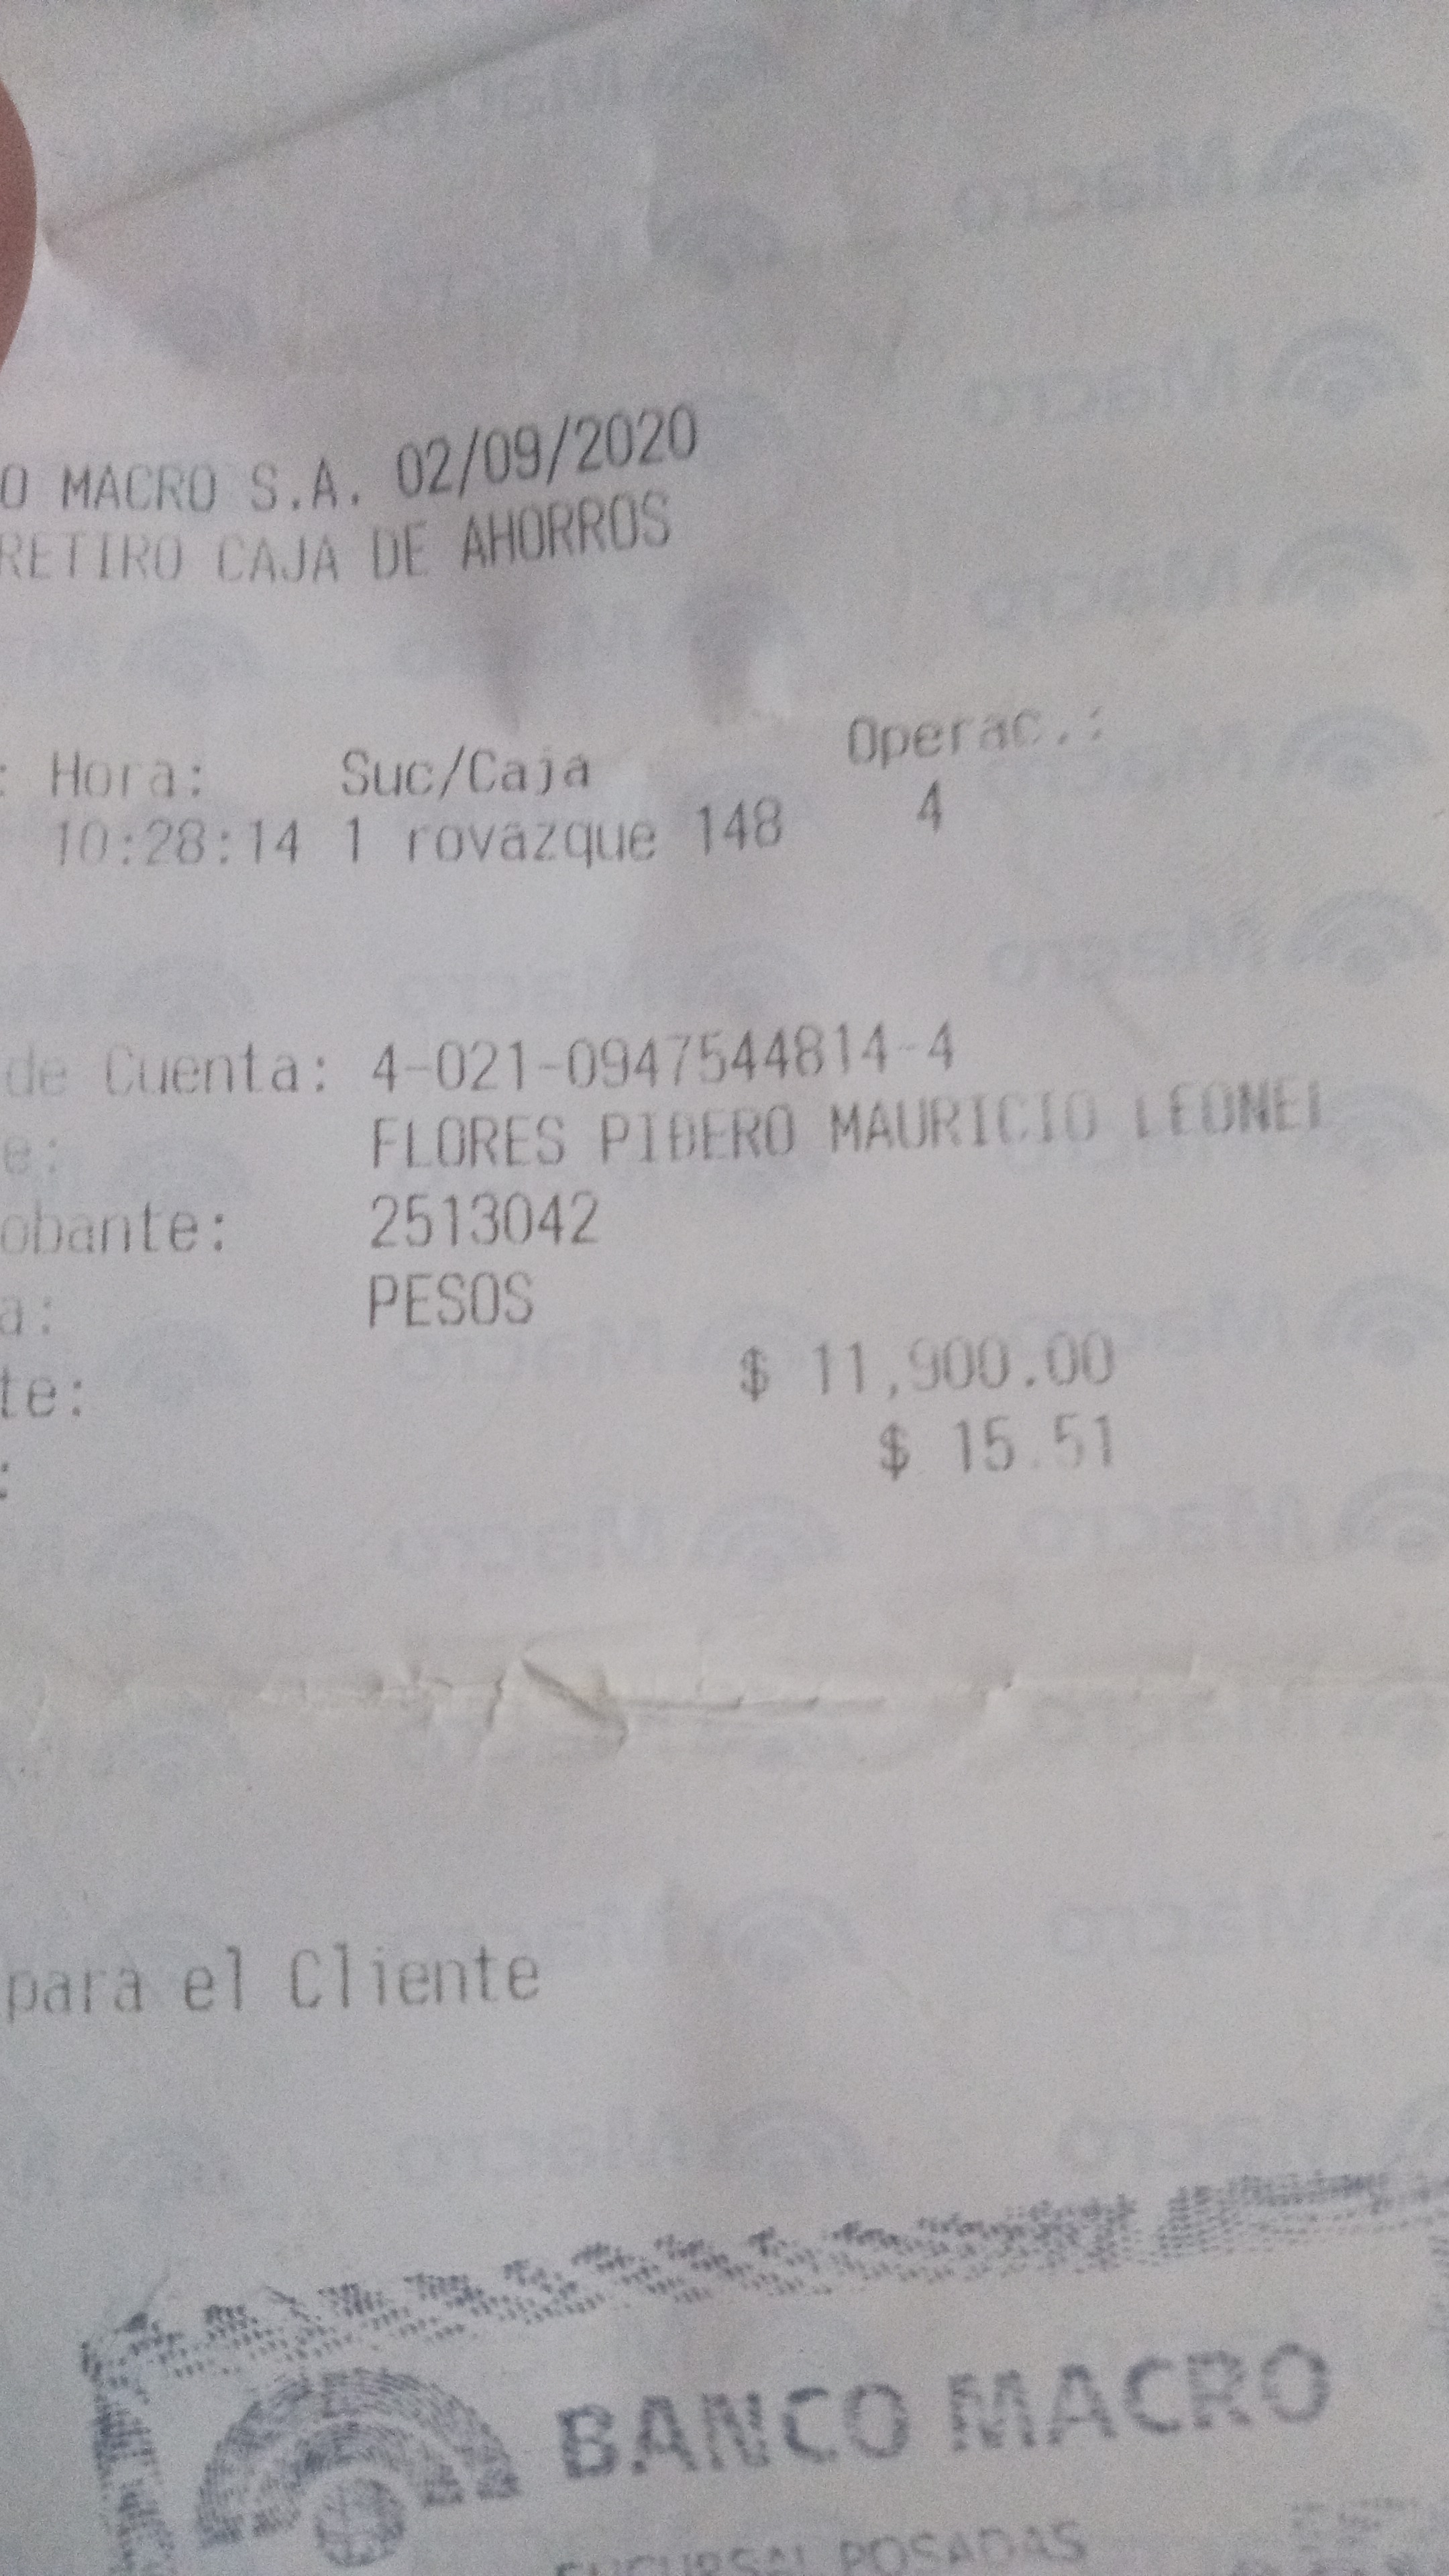 O MACRO S.A. 02/09/2020
RETIRO CAJA DE AHORROS
: Hora: Suc/Caja Operac.:
10:28:14 1 rovazque 148 4
de Cuenta: 4-021-0947544814-4
e: FLORES PIÐERO MAURICIO LEONEL
obante: 2513042
a: PESOS
te: $ 11,900.00
: $ 15.51
para el Cliente
BANCO MACRO
SUCURSAL POSADAS